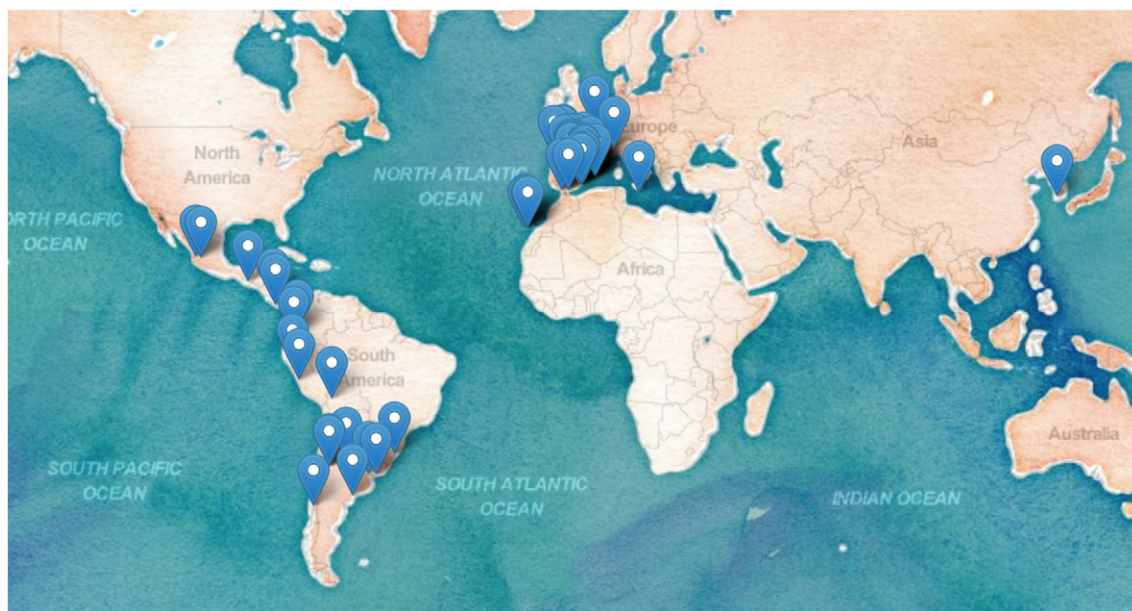 North
America
Europe
Asia
NORTH ATLANTIC
OCEAN
ORTH PACIFIC
OCEAN
Africa
South
America
Australia
SOUTH PACIFIC
OCEAN
SOUTH ATLANTIC
OCEAN
INDIAN OCEAN